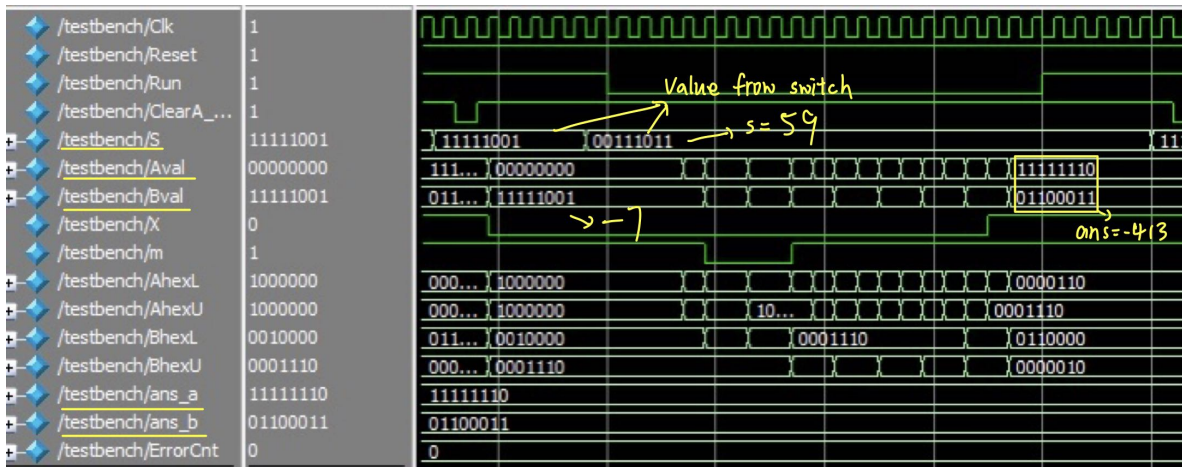 /testbench/Clk 1
/testbench/Reset 1
/testbench/Run 1
Value from switch
/testbench/ClearA_... 1
s=59
/testbench/S 11111001 11111001 00111011 11
/testbench/Aval 00000000 111... 00000000 11111110
/testbench/Bval 11111001 011... 11111001 01100011
/testbench/X 0
-7
ans=-413
/testbench/m 1
/testbench/AhexL 1000000 000... 1000000 0000110
/testbench/AhexU 1000000 000... 1000000 10... 0001110
/testbench/BhexL 0010000 011... 0010000 0001110 0110000
/testbench/BhexU 0001110 000... 0001110 0000010
/testbench/ans_a 11111110 11111110
/testbench/ans_b 01100011 01100011
/testbench/ErrorCnt 0 0